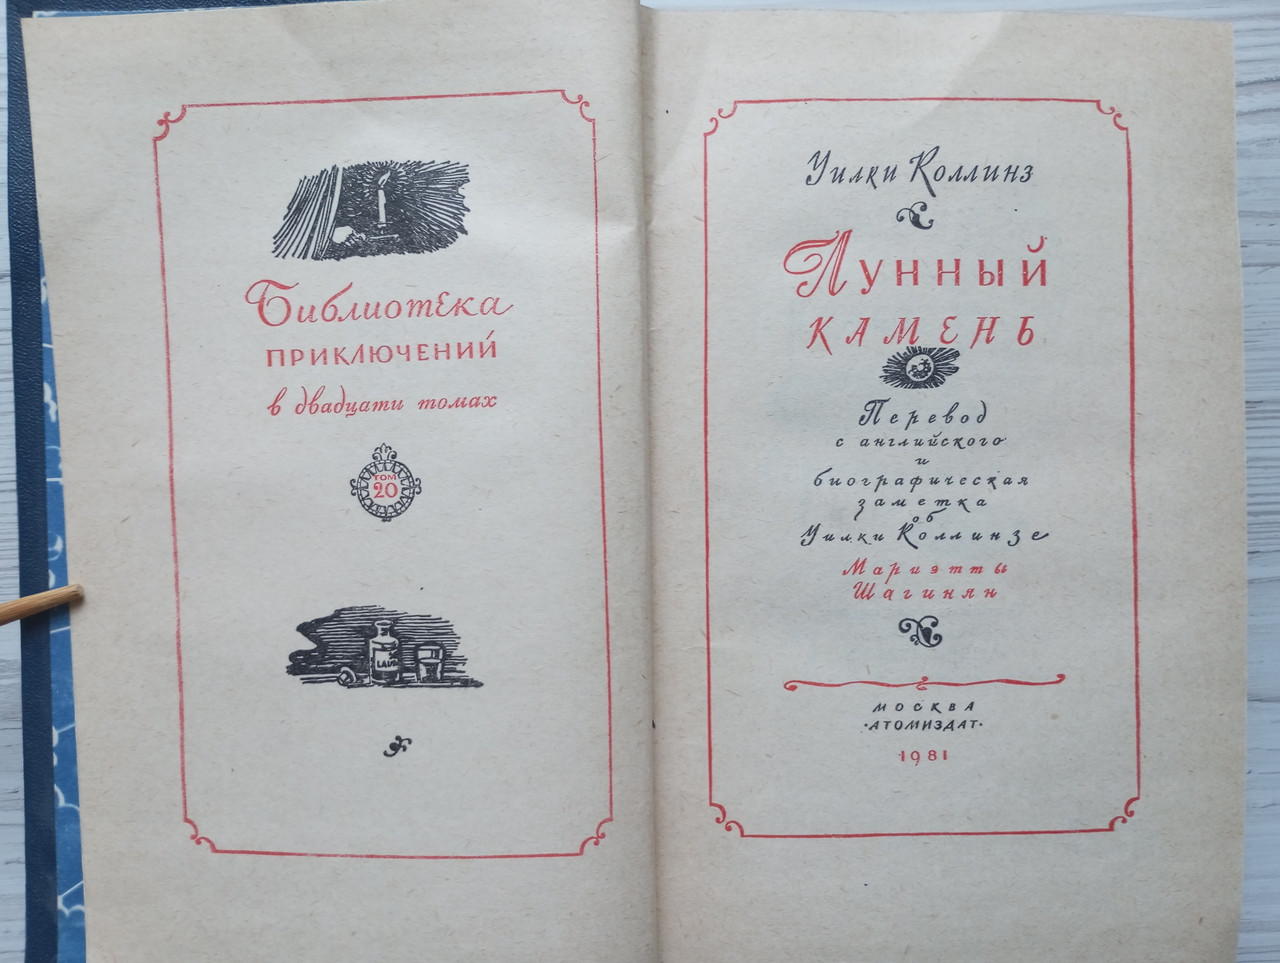 Библиотека
ПРИКЛЮЧЕНИЙ
в двадцати томах
ТОМ
20
LAU
Уилки Коллинз
Лунный
КАМЕНЬ
Перевод
с английского
и
биографическая
заметка
об
Уилки Коллинзе
Мариэтты
Шагинян
МОСКВА
·АТОМИЗДАТ·
1981